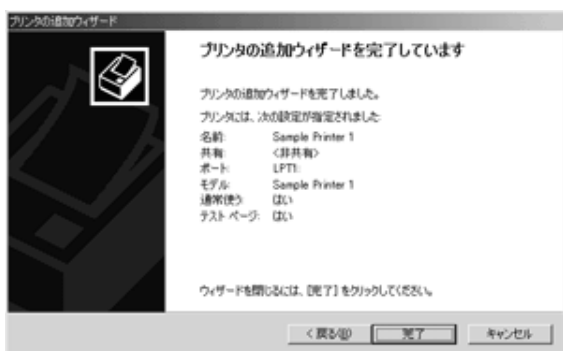 プリンタの追加ウィザード
プリンタの追加ウィザードを完了しています
プリンタの追加ウィザードを完了しました。
プリンタには、次の設定が指定されました:
名前: Sample Printer 1
共有: <非共有>
ポート: LPT1:
モデル: Sample Printer 1
通常使う: はい
テスト ページ: はい
ウィザードを閉じるには、[完了] をクリックしてください。
< 戻る(B) 完了 キャンセル